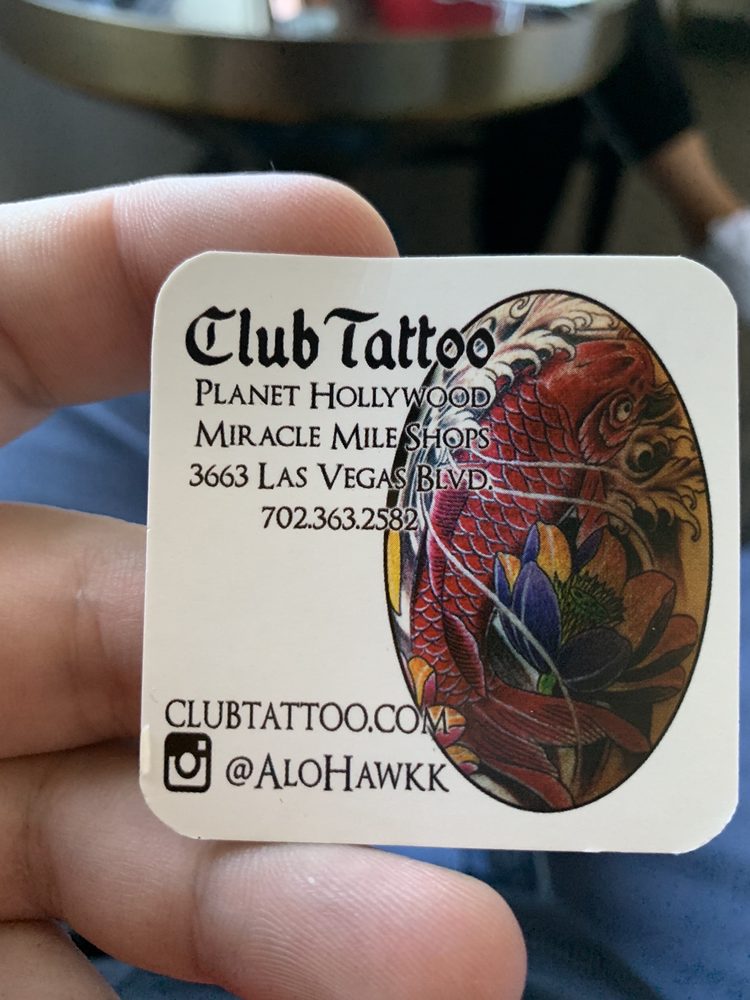 Club Tattoo
Planet Hollywood
Miracle Mile Shops
3663 Las Vegas Blvd.
702.363.2582
clubtattoo.com
@AloHawkk